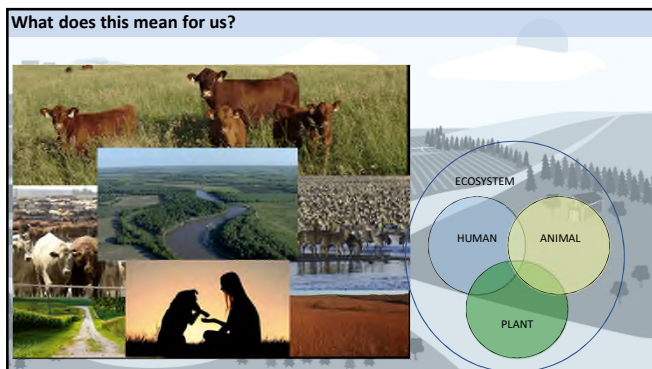 What does this mean for us?
ECOSYSTEM
HUMAN ANIMAL
PLANT